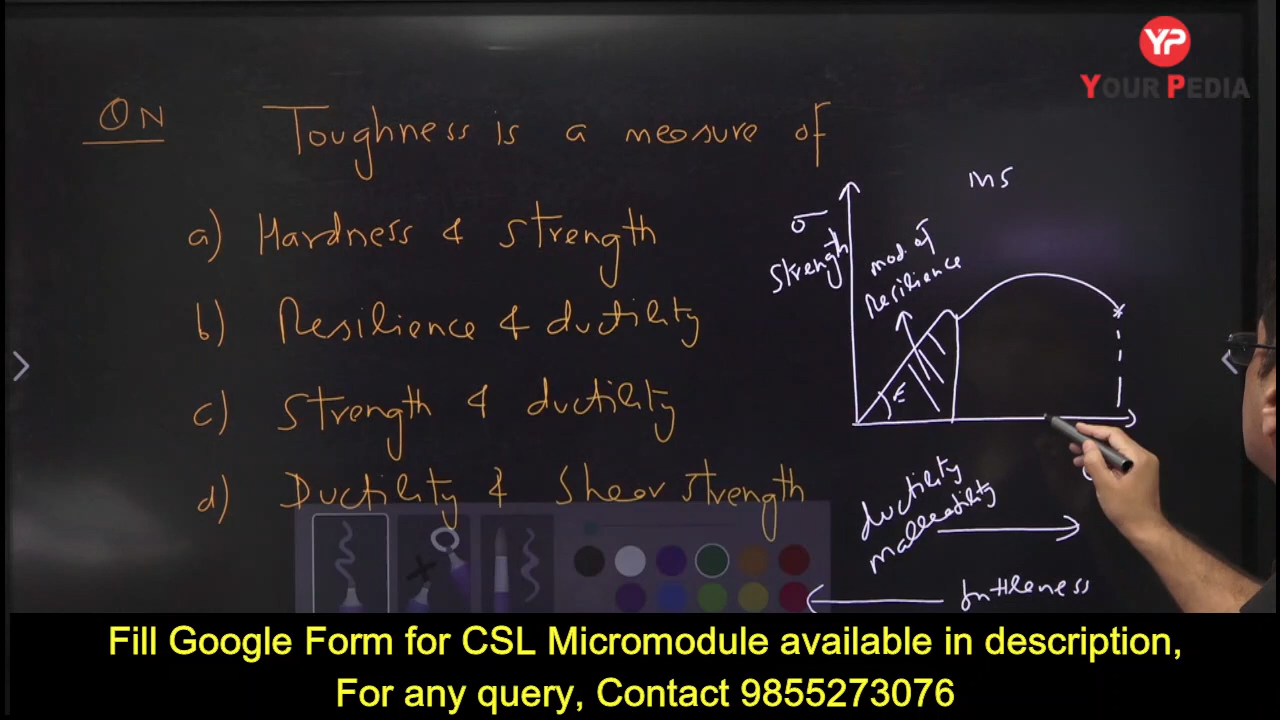 YP
YOUR PEDIA
QN Toughness is a measure of
a) Hardness & strength
b) Resilience & ductility
c) Strength & ductility
d) Ductility & Shear strength
MS
σ
Strength
mod. of
Resilience
E
ductility
malleability
brittleness
Fill Google Form for CSL Micromodule available in description,
For any query, Contact 9855273076